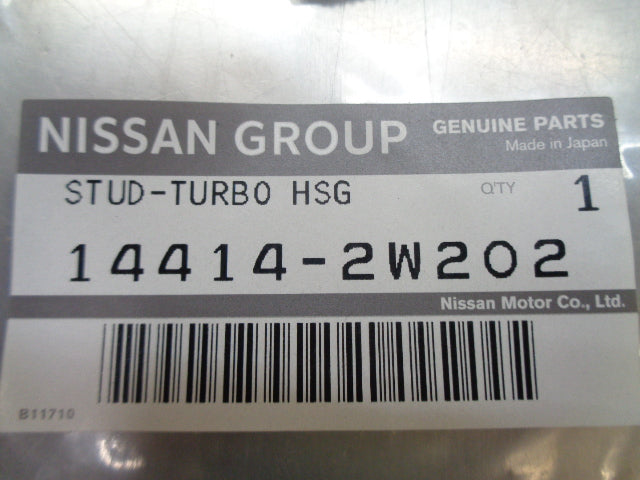 NISSAN GROUP GENUINE PARTS
Made in Japan
STUD-TURBO HSG Q'TY 1
14414-2W202
Nissan Motor Co., Ltd.
B11710